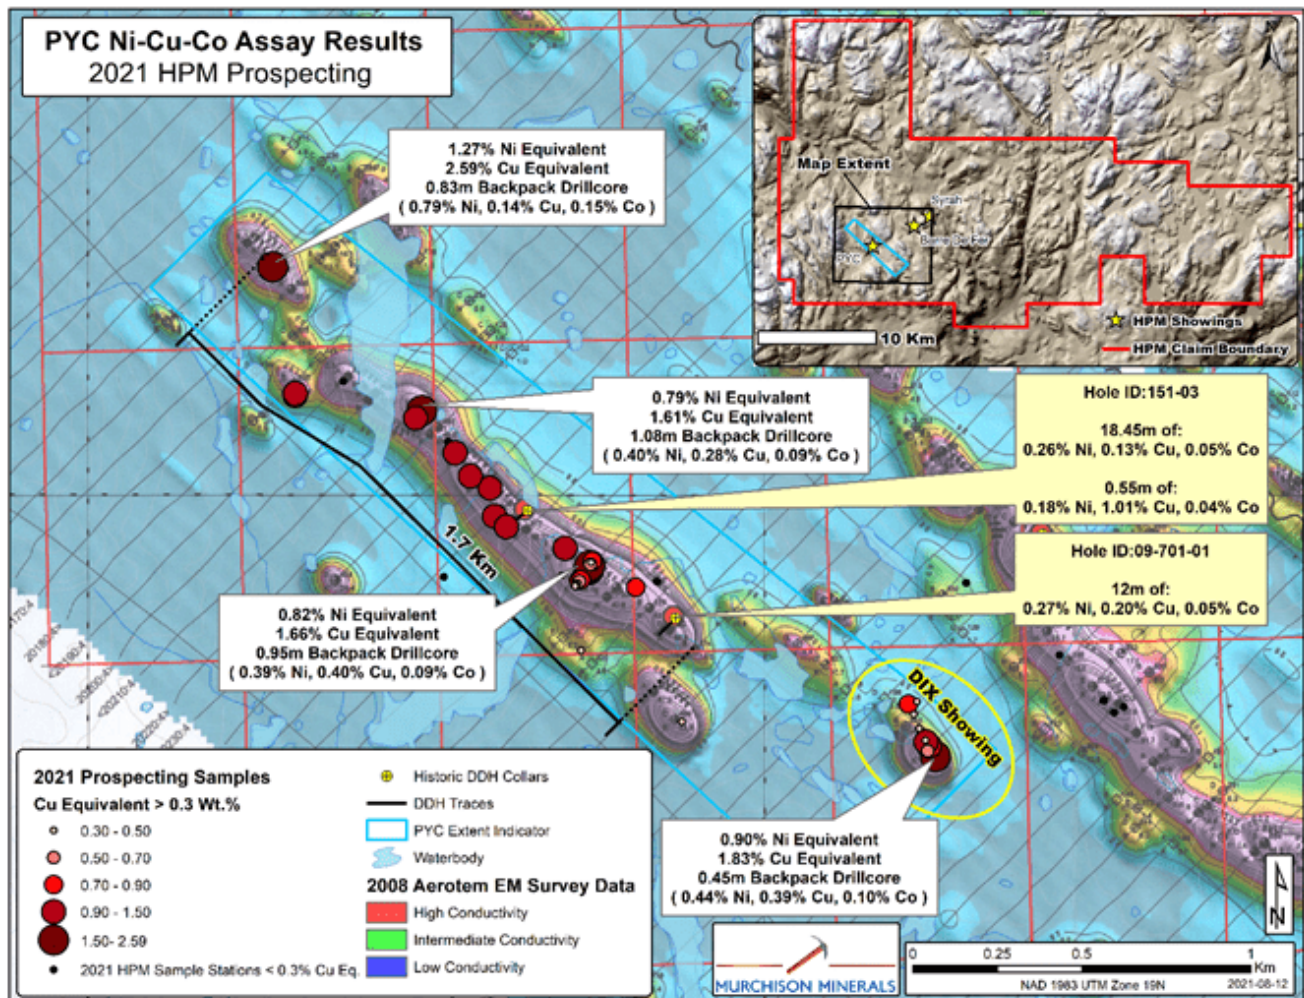 PYC Ni-Cu-Co Assay Results
2021 HPM Prospecting
1.27% Ni Equivalent
2.59% Cu Equivalent
0.83m Backpack Drillcore
( 0.79% Ni, 0.14% Cu, 0.15% Co )
Map Extent
Syrah
Barre De Fer
PYC
10 Km
HPM Showings
HPM Claim Boundary
0.79% Ni Equivalent
1.61% Cu Equivalent
1.08m Backpack Drillcore
( 0.40% Ni, 0.28% Cu, 0.09% Co )
Hole ID:151-03
18.45m of:
0.26% Ni, 0.13% Cu, 0.05% Co
0.55m of:
0.18% Ni, 1.01% Cu, 0.04% Co
1.7 Km
Hole ID:09-701-01
12m of:
0.27% Ni, 0.20% Cu, 0.05% Co
0.82% Ni Equivalent
1.66% Cu Equivalent
0.95m Backpack Drillcore
( 0.39% Ni, 0.40% Cu, 0.09% Co )
DIX Showing
0.90% Ni Equivalent
1.83% Cu Equivalent
0.45m Backpack Drillcore
( 0.44% Ni, 0.39% Cu, 0.10% Co )
2021 Prospecting Samples
Cu Equivalent > 0.3 Wt.%
0.30 - 0.50
0.50 - 0.70
0.70 - 0.90
0.90 - 1.50
1.50- 2.59
2021 HPM Sample Stations < 0.3% Cu Eq.
Historic DDH Collars
DDH Traces
PYC Extent Indicator
Waterbody
2008 Aerotem EM Survey Data
High Conductivity
Intermediate Conductivity
Low Conductivity
MURCHISON MINERALS
N
0 0.25 0.5 1
Km
NAD 1983 UTM Zone 19N
2021-08-12